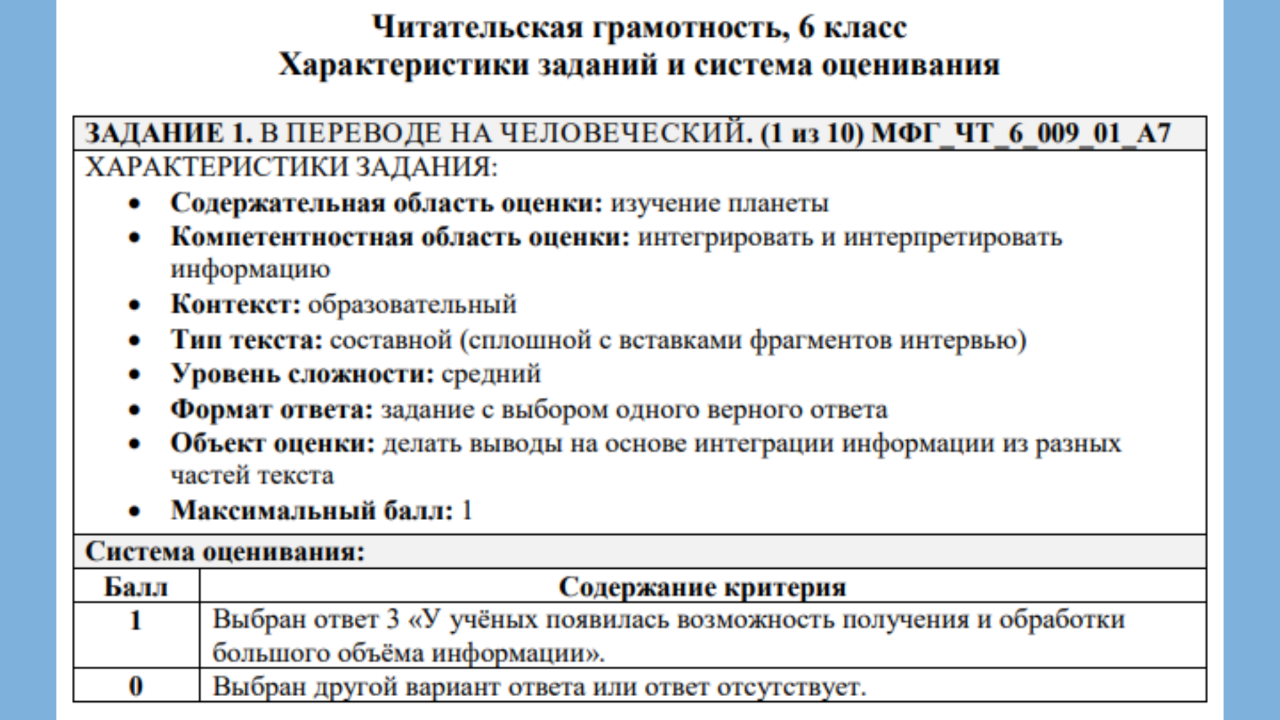 Читательская грамотность, 6 класс
Характеристики заданий и система оценивания
ЗАДАНИЕ 1. В ПЕРЕВОДЕ НА ЧЕЛОВЕЧЕСКИЙ. (1 из 10) МФГ_ЧТ_6_009_01_А7
ХАРАКТЕРИСТИКИ ЗАДАНИЯ:
• Содержательная область оценки: изучение планеты
• Компетентностная область оценки: интегрировать и интерпретировать
информацию
• Контекст: образовательный
• Тип текста: составной (сплошной с вставками фрагментов интервью)
• Уровень сложности: средний
• Формат ответа: задание с выбором одного верного ответа
• Объект оценки: делать выводы на основе интеграции информации из разных
частей текста
• Максимальный балл: 1
Система оценивания:
Балл Содержание критерия
1 Выбран ответ 3 «У учёных появилась возможность получения и обработки
большого объёма информации».
0 Выбран другой вариант ответа или ответ отсутствует.